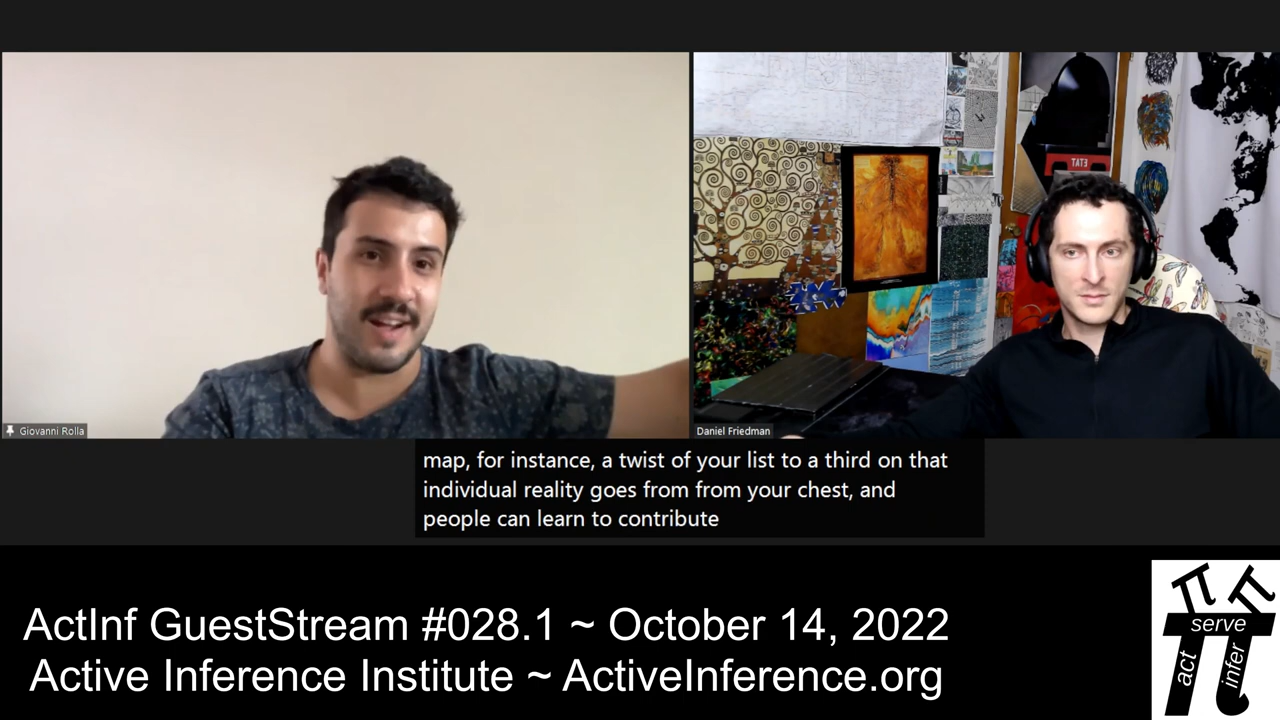 TATƎ
Giovanni Rolla
Daniel Friedman
map, for instance, a twist of your list to a third on that
individual reality goes from from your chest, and
people can learn to contribute
ActInf GuestStream #028.1 ~ October 14, 2022
Active Inference Institute ~ ActiveInference.org
π
π
serve
act
infer